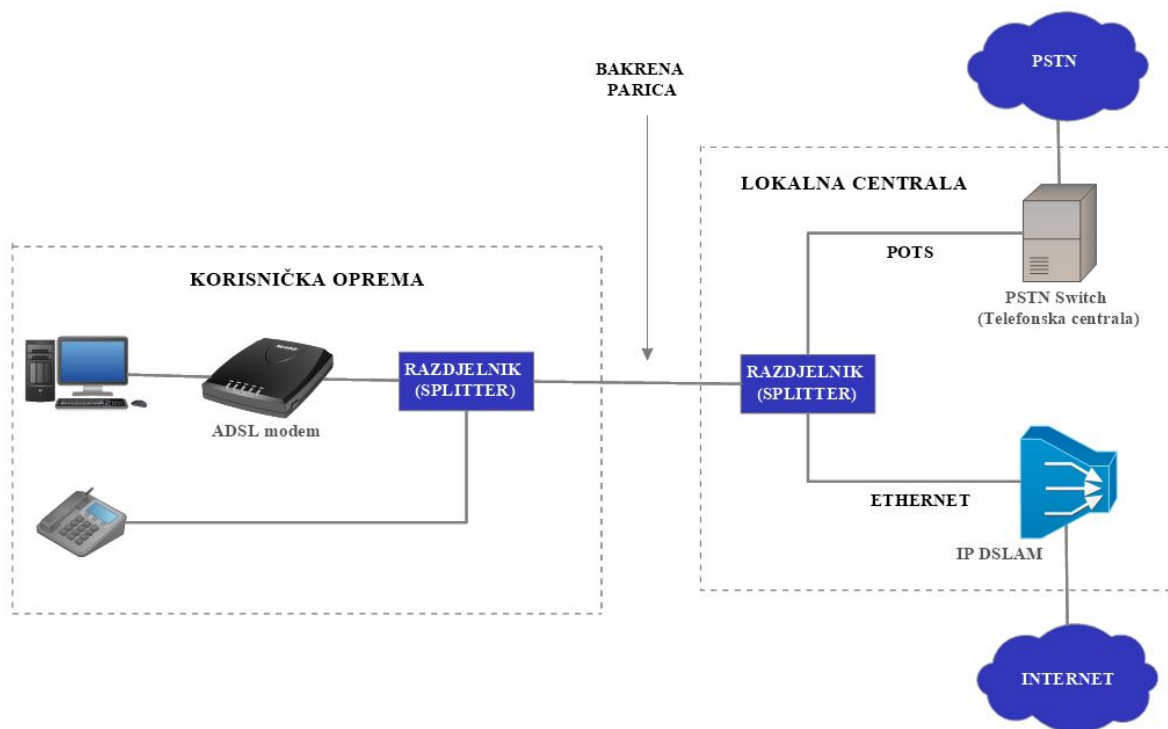 PSTN
BAKRENA
PARICA
LOKALNA CENTRALA
POTS
PSTN Switch
(Telefonska centrala)
KORISNIČKA OPREMA
ADSL modem
RAZDJELNIK
(SPLITTER)
RAZDJELNIK
(SPLITTER)
ETHERNET
IP DSLAM
INTERNET